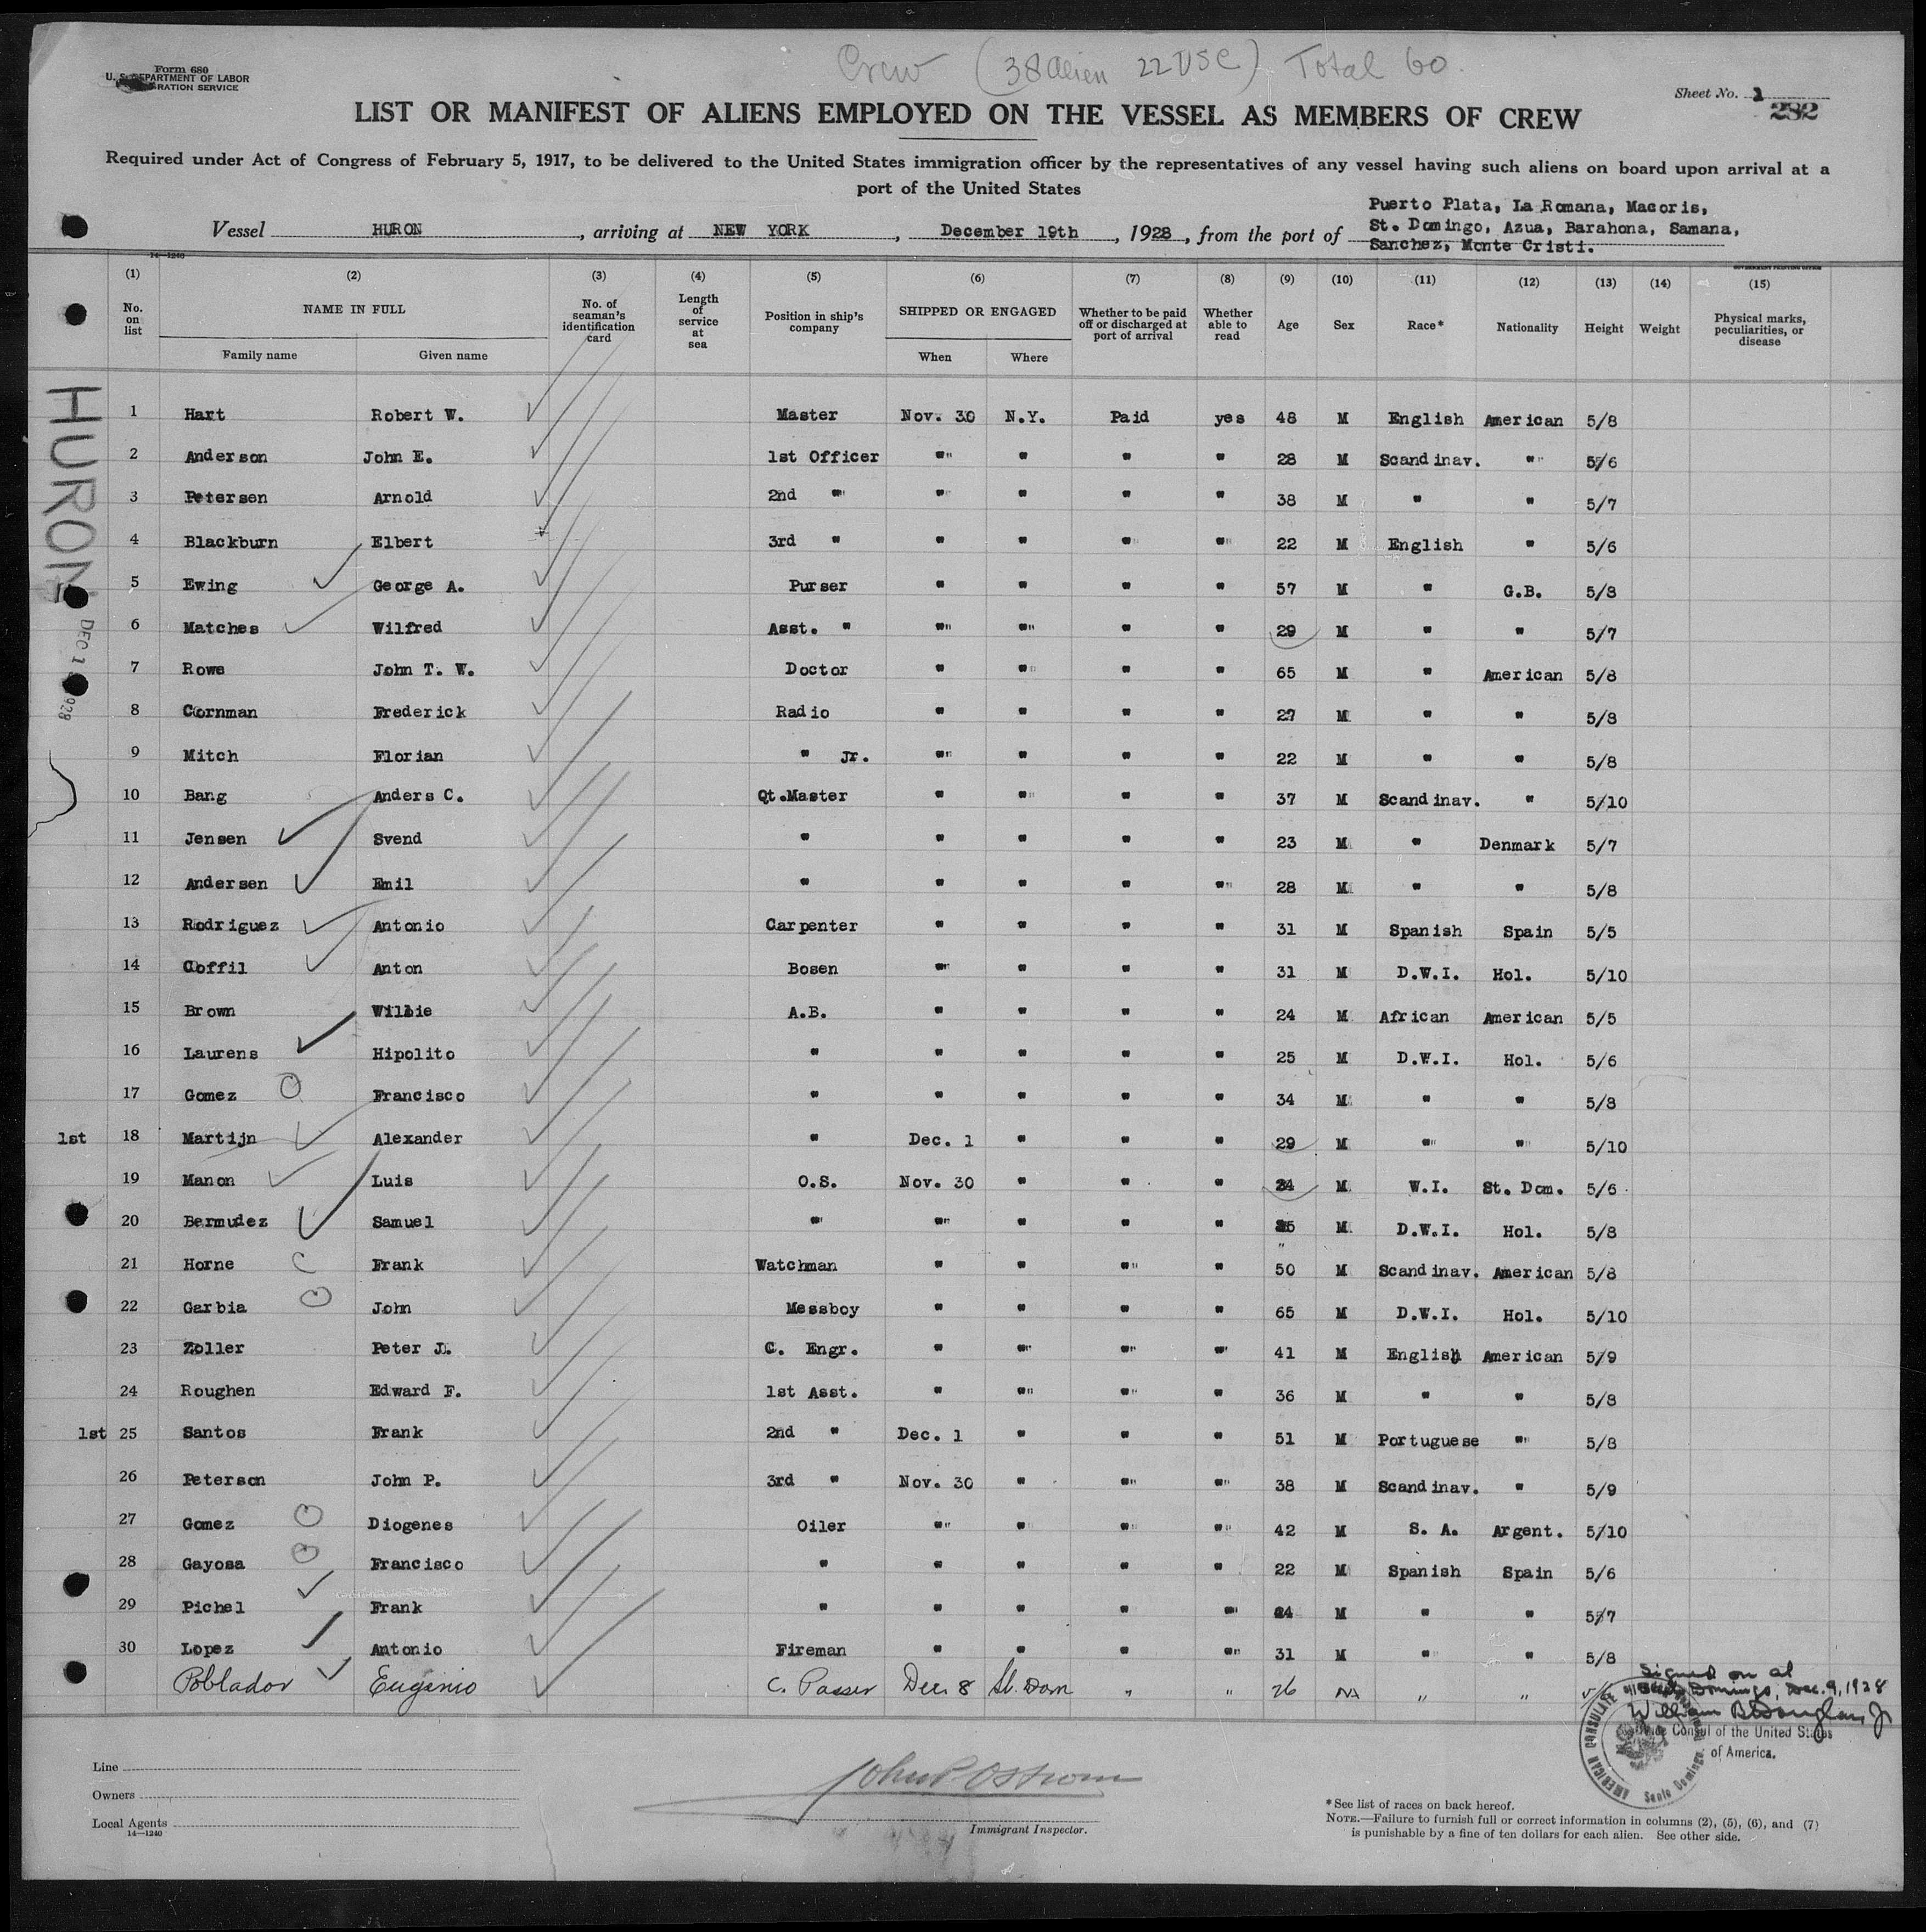 Crew (38 Alien 22 USC) Total 60.
Form 680
U. S. DEPARTMENT OF LABOR
RATION SERVICE
Sheet No. 1
282
LIST OR MANIFEST OF ALIENS EMPLOYED ON THE VESSEL AS MEMBERS OF CREW
Required under Act of Congress of February 5, 1917, to be delivered to the United States immigration officer by the representatives of any vessel having such aliens on board upon arrival at a
port of the United States
Puerto Plata, La Romana, Macoris,
Vessel HURON, arriving at NEW YORK, December 19th, 1928, from the port of St. Domingo, Azua, Barahona, Samana,
Sanchez, Monte Cristi.
14—1240
GOVERNMENT PRINTING OFFICE
(1) (2) (3) (4) (5) (6) (7) (8) (9) (10) (11) (12) (13) (14) (15)
No. on list NAME IN FULL Family name Given name No. of seaman's identification card Length of service at sea Position in ship's company SHIPPED OR ENGAGED When Where Whether to be paid off or discharged at port of arrival Whether able to read Age Sex Race* Nationality Height Weight Physical marks, peculiarities, or disease
HURON
DEC 1 1928
1 Hart Robert W. Master Nov. 30 N.Y. Paid yes 48 M English American 5/8
2 Anderson John E. 1st Officer " " " " 28 M Scandinav. " 5/6
3 Petersen Arnold 2nd " " " " " 38 M " " 5/7
4 Blackburn Elbert 3rd " " " " " 22 M English " 5/6
5 Ewing George A. Purser " " " " 57 M " G.B. 5/8
6 Matches Wilfred Asst. " " " " " 29 M " " 5/7
7 Rowe John T. W. Doctor " " " " 65 M " American 5/8
8 Cornman Frederick Radio " " " " 27 M " " 5/8
9 Mitch Florian " Jr. " " " " 22 M " " 5/8
10 Bang Anders C. Qt.Master " " " " 37 M Scandinav. " 5/10
11 Jensen Svend " " " " " 23 M " Denmark 5/7
12 Andersen Emil " " " " " 28 M " " 5/8
13 Rodriguez Antonio Carpenter " " " " 31 M Spanish Spain 5/5
14 Coffil Anton Bosen " " " " 31 M D.W.I. Hol. 5/10
15 Brown Willie A.B. " " " " 24 M African American 5/5
16 Laurens Hipolito " " " " " 25 M D.W.I. Hol. 5/6
17 Gomez Francisco " " " " " 34 M " " 5/8
1st 18 Martijn Alexander " Dec. 1 " " " 29 M " " 5/10
19 Manon Luis O.S. Nov. 30 " " " 24 M W.I. St. Dom. 5/6
20 Bermudez Samuel " " " " " M D.W.I. Hol. 5/8
21 Horne Frank Watchman " " " " 50 M Scandinav. American 5/8
22 Garbia John Messboy " " " " 65 M D.W.I. Hol. 5/10
23 Zoller Peter J. C. Engr. " " " " 41 M English American 5/9
24 Roughen Edward F. 1st Asst. " " " " 36 M " " 5/8
1st 25 Santos Frank 2nd " Dec. 1 " " " 51 M Portuguese " 5/8
26 Peterson John P. 3rd " Nov. 30 " " " 38 M Scandinav. " 5/9
27 Gomez Diogenes Oiler " " " " 42 M S. A. Argent. 5/10
28 Gayosa Francisco " " " " " 22 M Spanish Spain 5/6
29 Pichel Frank " " " " " 24 M " " 5/7
30 Lopez Antonio Fireman " " " " 31 M " " 5/8
Poblador Euginio C. Passer Dec. 8 St. Dom " " 26 M " "
Signed on at
Domingo, Dec. 9, 1928
William B Douglas, Jr
Vice Consul of the United States
of America.
AMERICAN CONSULATE
Santo Domingo
Line
Owners
Local Agents
14—1240
John P Ostrom
Immigrant Inspector.
*See list of races on back hereof.
NOTE.—Failure to furnish full or correct information in columns (2), (5), (6), and (7)
is punishable by a fine of ten dollars for each alien. See other side.